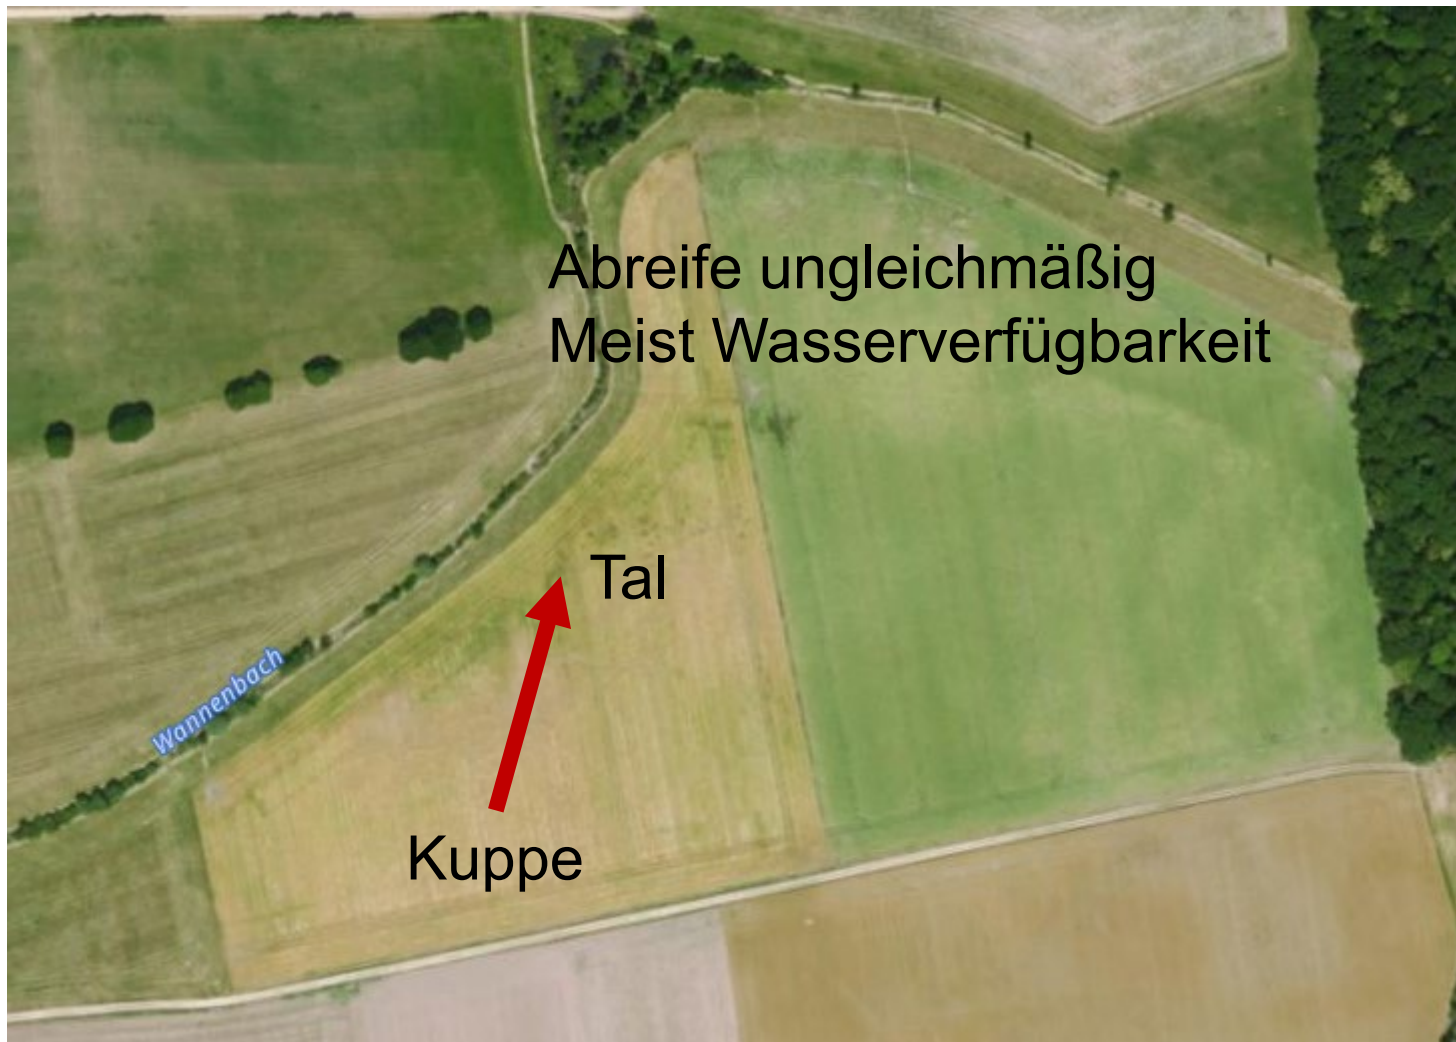 Abreife ungleichmäßig
Meist Wasserverfügbarkeit
Tal
Wannenbach
Kuppe